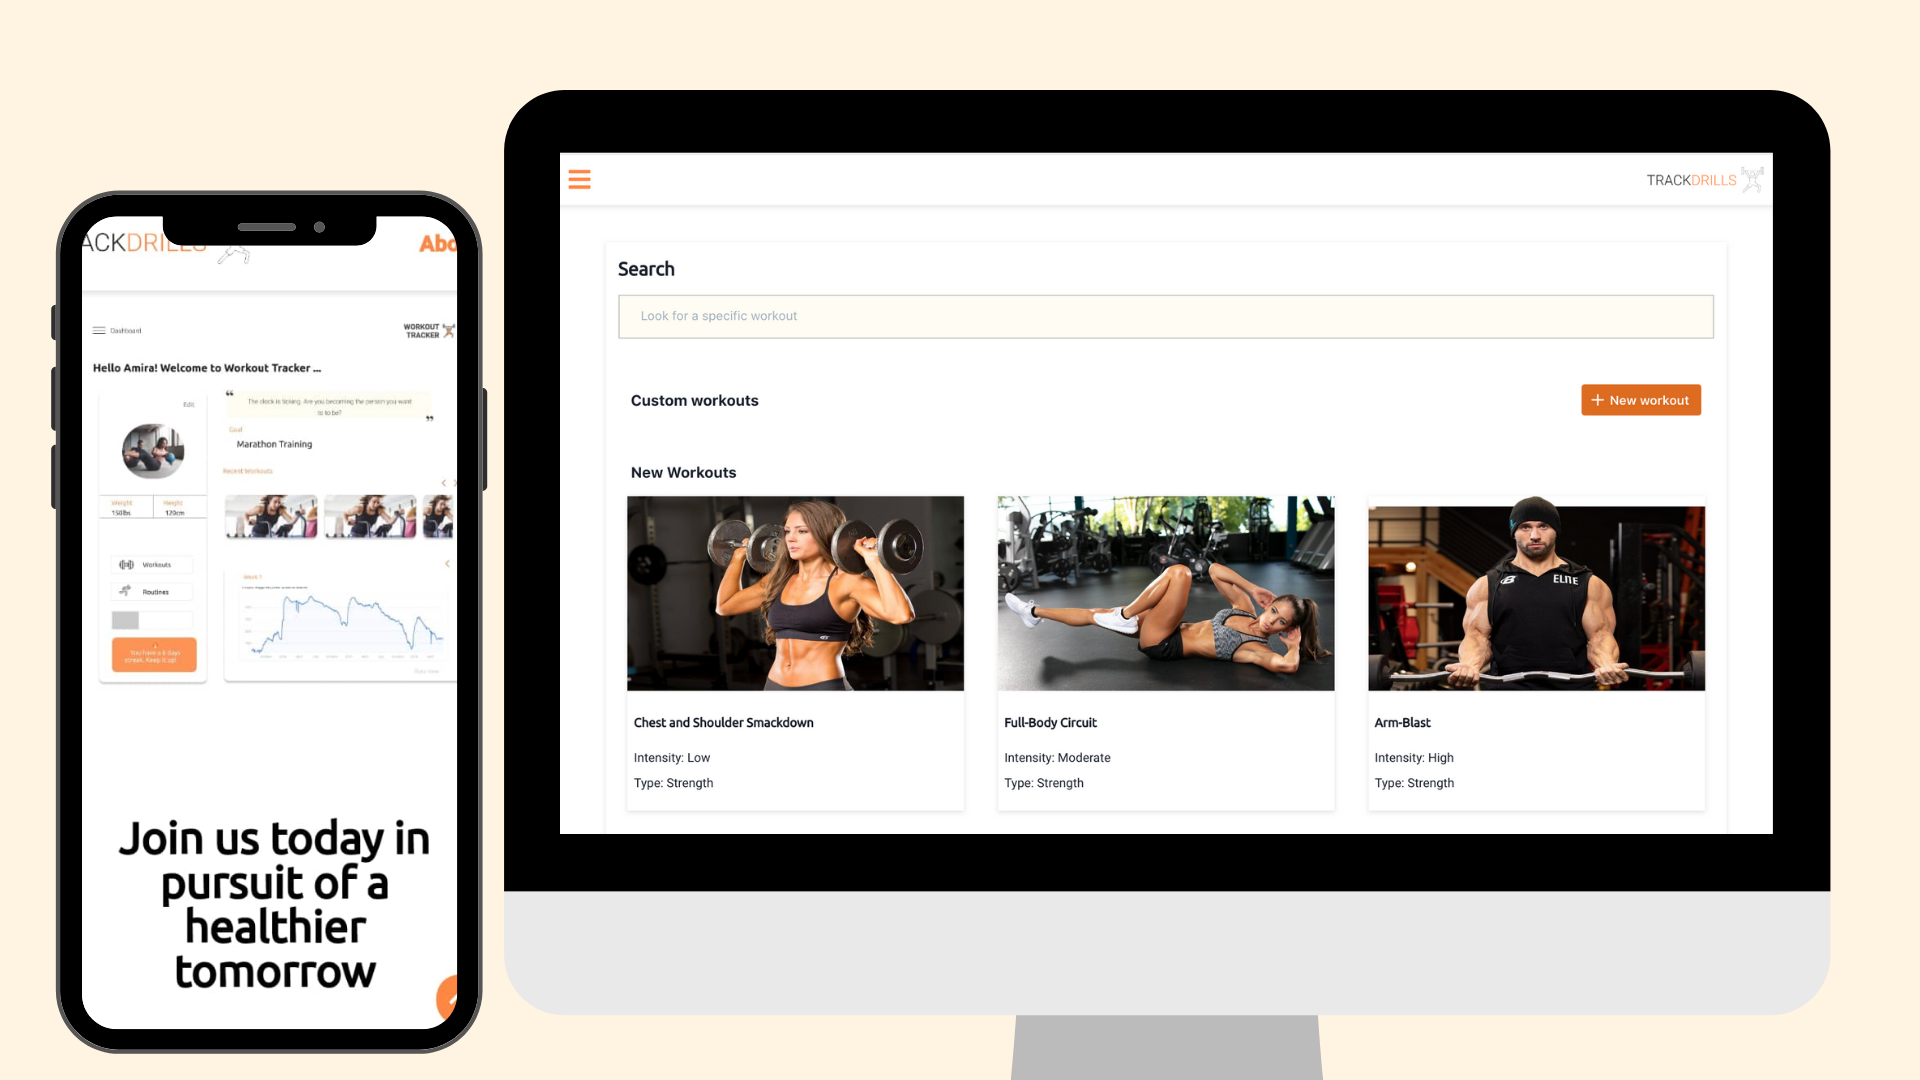 ACKDRILLS
Abo
Dashboard
WORKOUT
TRACKER
Hello Amira! Welcome to Workout Tracker ...
Edit
“
The clock is ticking. Are you becoming the person you want
to to be?
”
Goal
Marathon Training
Recent Workouts
Weight
150lbs
Height
120cm
Workouts
Routines
You have a 6 days
streak. Keep it up!
Week 7
Join us today in
pursuit of a
healthier
tomorrow
TRACKDRILLS
Search
Look for a specific workout
Custom workouts
+ New workout
New Workouts
ELITE
Chest and Shoulder Smackdown
Intensity: Low
Type: Strength
Full-Body Circuit
Intensity: Moderate
Type: Strength
Arm-Blast
Intensity: High
Type: Strength